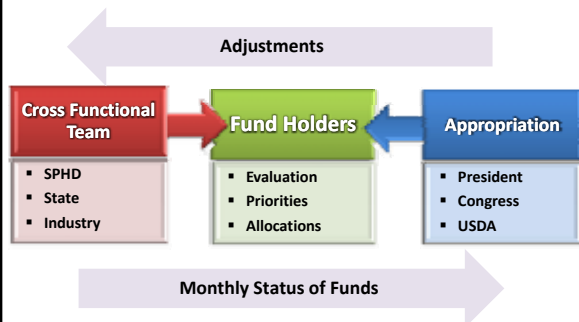 Adjustments
Cross Functional
Team
▪ SPHD
▪ State
▪ Industry
Fund Holders
▪ Evaluation
▪ Priorities
▪ Allocations
Appropriation
▪ President
▪ Congress
▪ USDA
Monthly Status of Funds